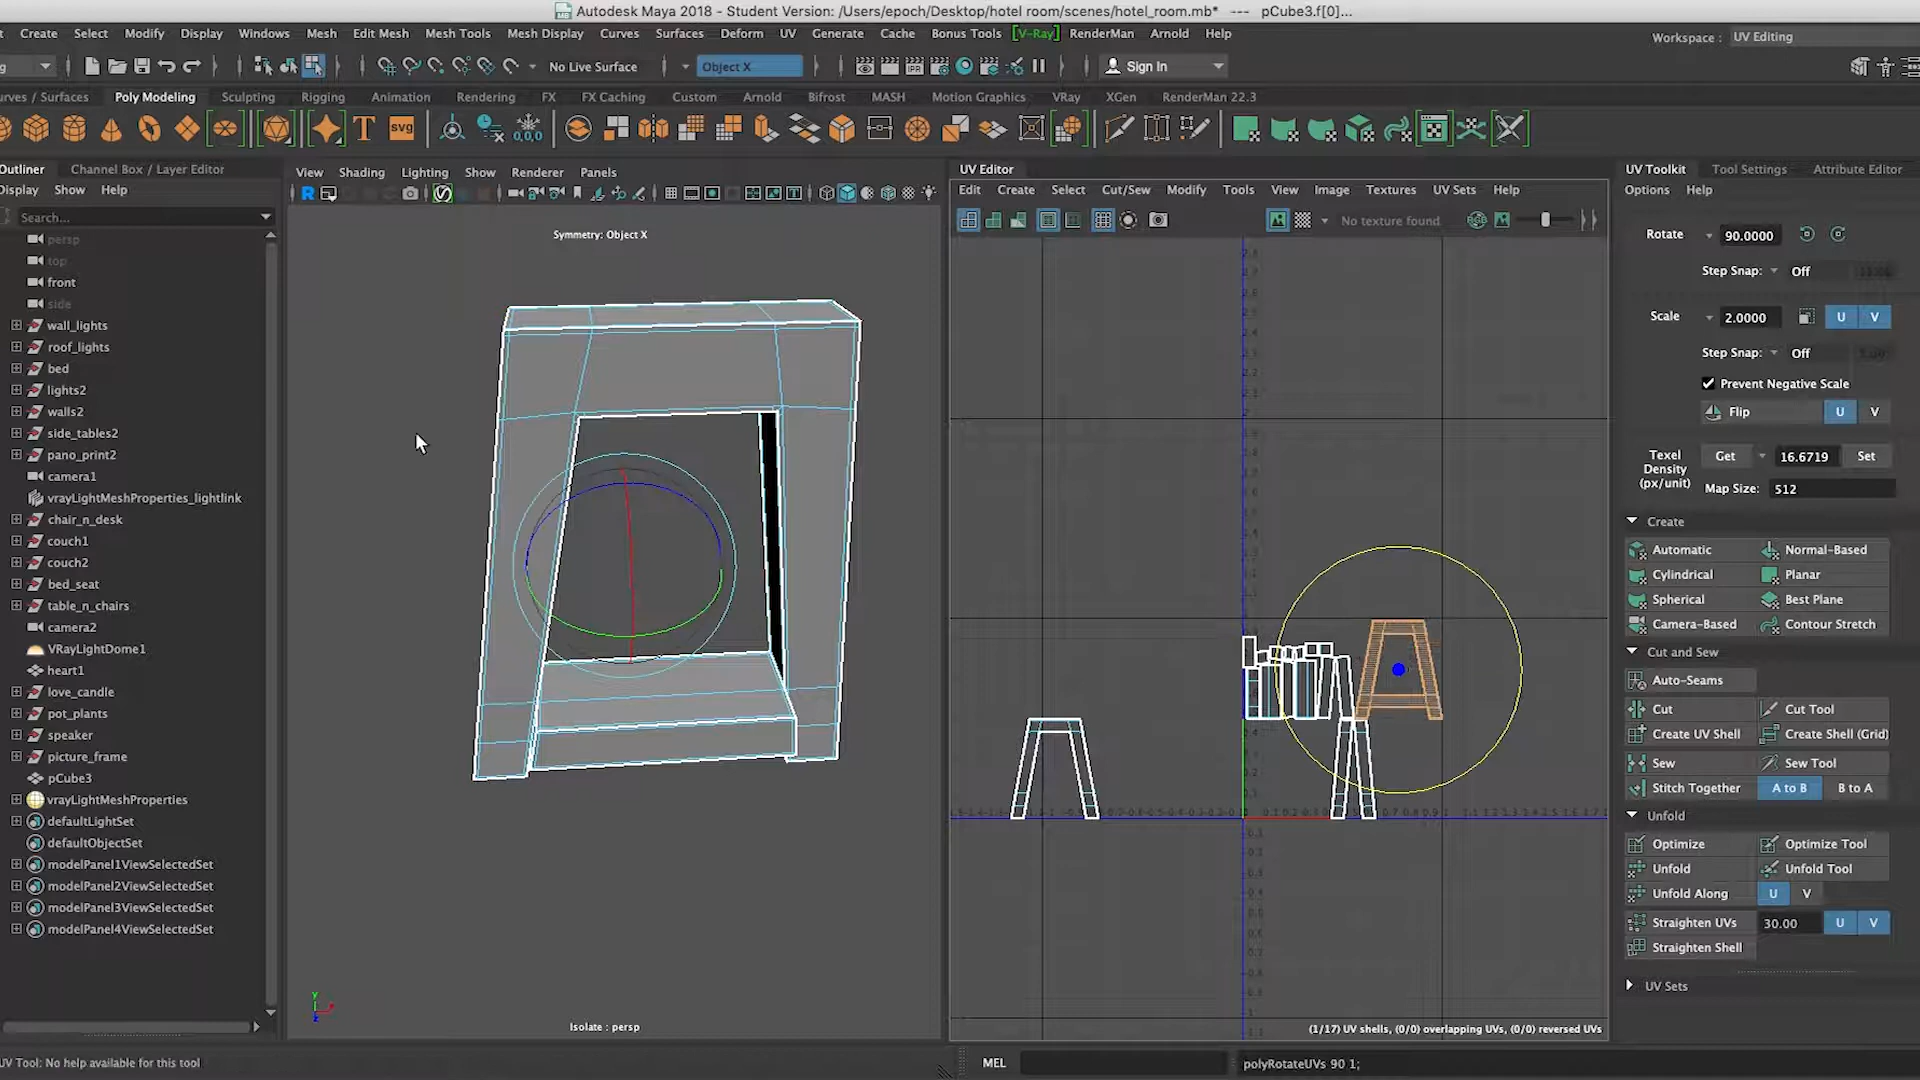 Autodesk Maya 2018 - Student Version: /Users/epoch/Desktop/hotel room/scenes/hotel_room.mb* --- pCube3.f[0]...
Create Select Modify Display Windows Mesh Edit Mesh Mesh Tools Mesh Display Curves Surfaces Deform UV Generate Cache Bonus Tools [V-Ray] RenderMan Arnold Help
Workspace : UV Editing
No Live Surface
Object X
Sign In
urves / Surfaces Poly Modeling Sculpting Rigging Animation Rendering FX FX Caching Custom Arnold Bifrost MASH Motion Graphics VRay XGen RenderMan 22.3
Outliner Channel Box / Layer Editor
Display Show Help
Search...
persp
top
front
side
wall_lights
roof_lights
bed
lights2
walls2
side_tables2
pano_print2
camera1
vrayLightMeshProperties_lightlink
chair_n_desk
couch1
couch2
bed_seat
table_n_chairs
camera2
VRayLightDome1
heart1
love_candle
pot_plants
speaker
picture_frame
pCube3
vrayLightMeshProperties
defaultLightSet
defaultObjectSet
modelPanel1ViewSelectedSet
modelPanel2ViewSelectedSet
modelPanel3ViewSelectedSet
modelPanel4ViewSelectedSet
View Shading Lighting Show Renderer Panels
Symmetry: Object X
Isolate : persp
UV Editor
Edit Create Select Cut/Sew Modify Tools View Image Textures UV Sets Help
No texture found
(1/17) UV shells, (0/0) overlapping UVs, (0/0) reversed UVs
UV Toolkit Tool Settings Attribute Editor
Options Help
Rotate 90.0000
Step Snap: Off
Scale 2.0000 U V
Step Snap: Off
Prevent Negative Scale
Flip U V
Texel Density (px/unit) Get 16.6719 Set
Map Size: 512
Create
Automatic Normal-Based
Cylindrical Planar
Spherical Best Plane
Camera-Based Contour Stretch
Cut and Sew
Auto-Seams
Cut Cut Tool
Create UV Shell Create Shell (Grid)
Sew Sew Tool
Stitch Together A to B B to A
Unfold
Optimize Optimize Tool
Unfold Unfold Tool
Unfold Along U V
Straighten UVs 30.00 U V
Straighten Shell
UV Sets
UV Tool: No help available for this tool
MEL
polyRotateUVs 90 1;